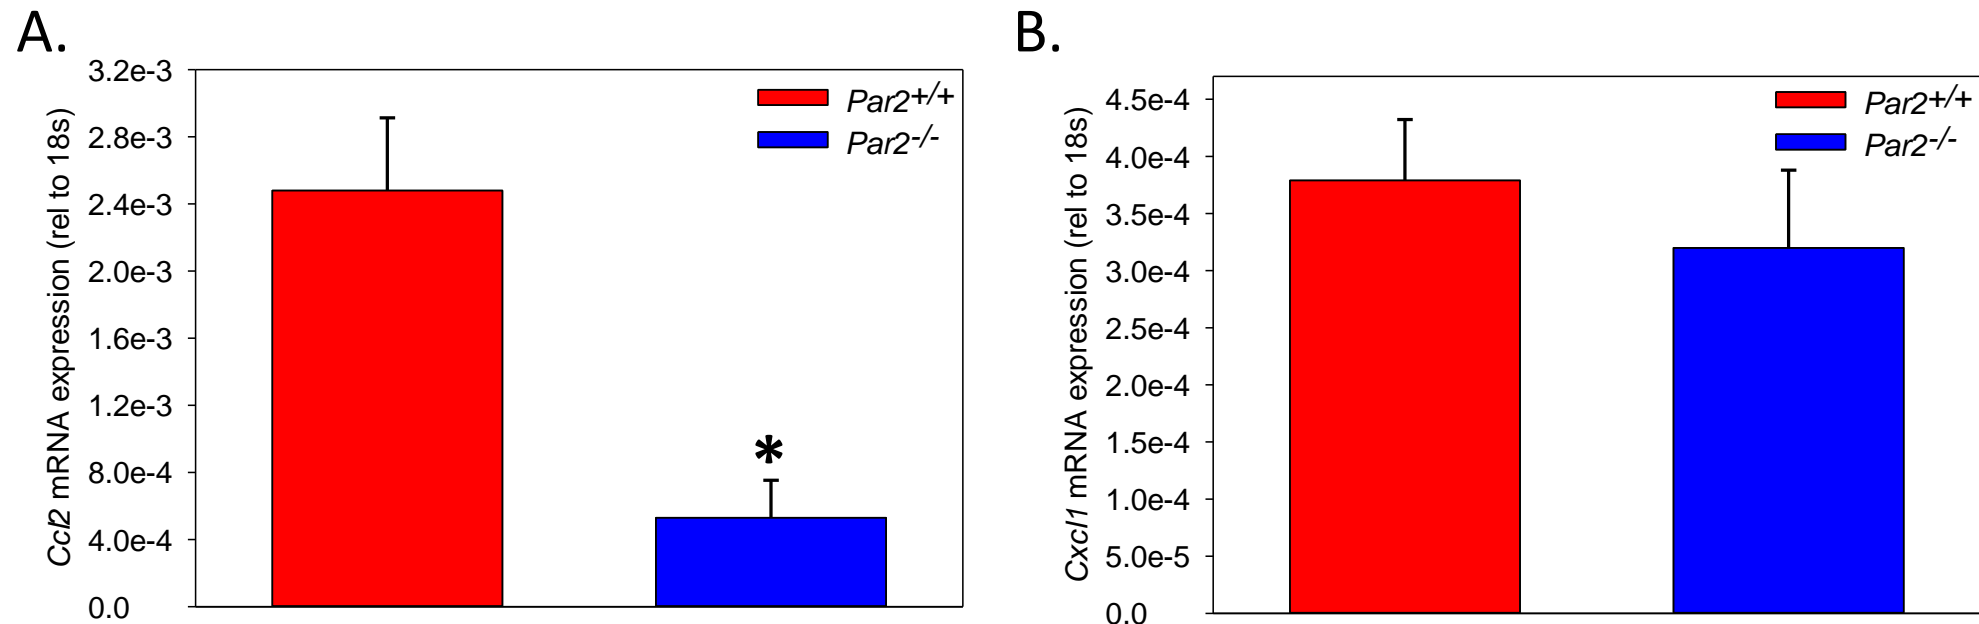 A.
Ccl2 mRNA expression (rel to 18s)
3.2e-3
2.8e-3
2.4e-3
2.0e-3
1.6e-3
1.2e-3
8.0e-4
4.0e-4
0.0
Par2+/+
Par2-/-
*
B.
Cxcl1 mRNA expression (rel to 18s)
4.5e-4
4.0e-4
3.5e-4
3.0e-4
2.5e-4
2.0e-4
1.5e-4
1.0e-4
5.0e-5
0.0
Par2+/+
Par2-/-